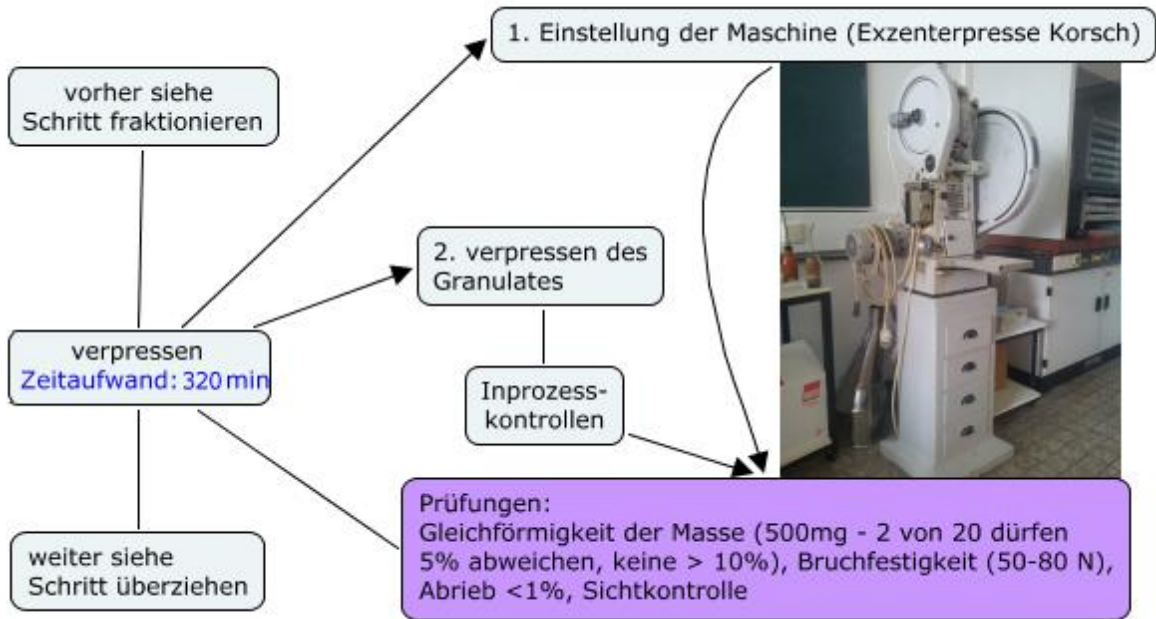 1. Einstellung der Maschine (Exzenterpresse Korsch)
vorher siehe
Schritt fraktionieren
2. verpressen des
Granulates
verpressen
Zeitaufwand: 320 min
Inprozess-
kontrollen
Prüfungen:
Gleichförmigkeit der Masse (500mg - 2 von 20 dürfen
5% abweichen, keine > 10%), Bruchfestigkeit (50-80 N),
Abrieb <1%, Sichtkontrolle
weiter siehe
Schritt überziehen